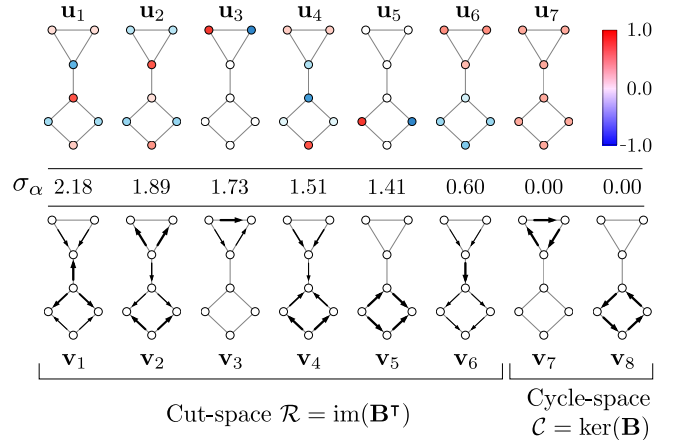 u₁ u₂ u₃ u₄ u₅ u₆ u₇
1.0
0.0
-1.0
σ_α 2.18 1.89 1.73 1.51 1.41 0.60 0.00 0.00
v₁ v₂ v₃ v₄ v₅ v₆ v₇ v₈
Cut-space ℛ = im(Bᵀ)
Cycle-space
𝒞 = ker(B)